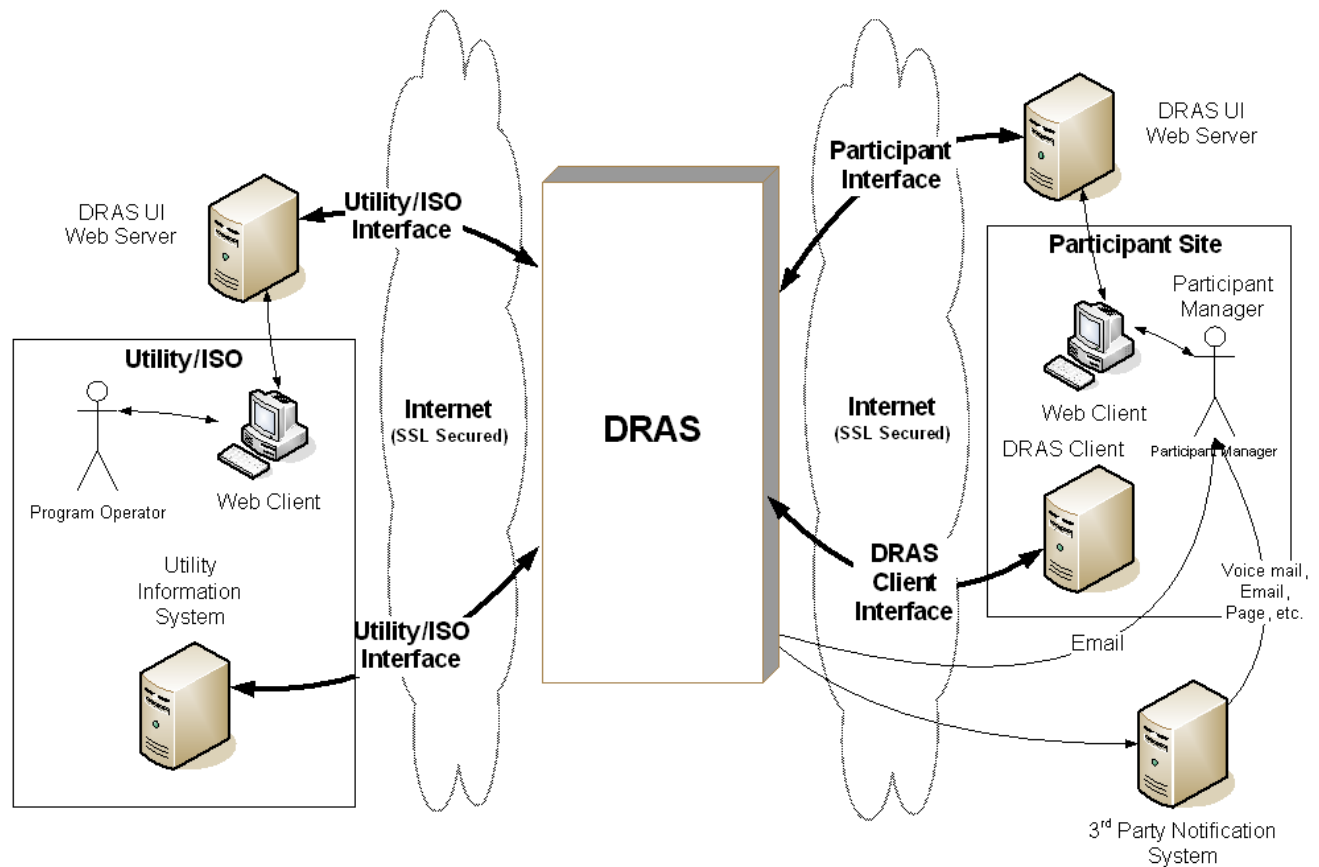 DRAS UI
Web Server
Utility/ISO
Interface
Utility/ISO
Program Operator
Web Client
Utility
Information
System
Utility/ISO
Interface
Internet
(SSL Secured)
DRAS
Participant
Interface
Internet
(SSL Secured)
DRAS
Client
Interface
DRAS UI
Web Server
Participant Site
Participant
Manager
Web Client
Participant Manager
DRAS Client
Voice mail,
Email,
Page, etc.
Email
3rd Party Notification
System